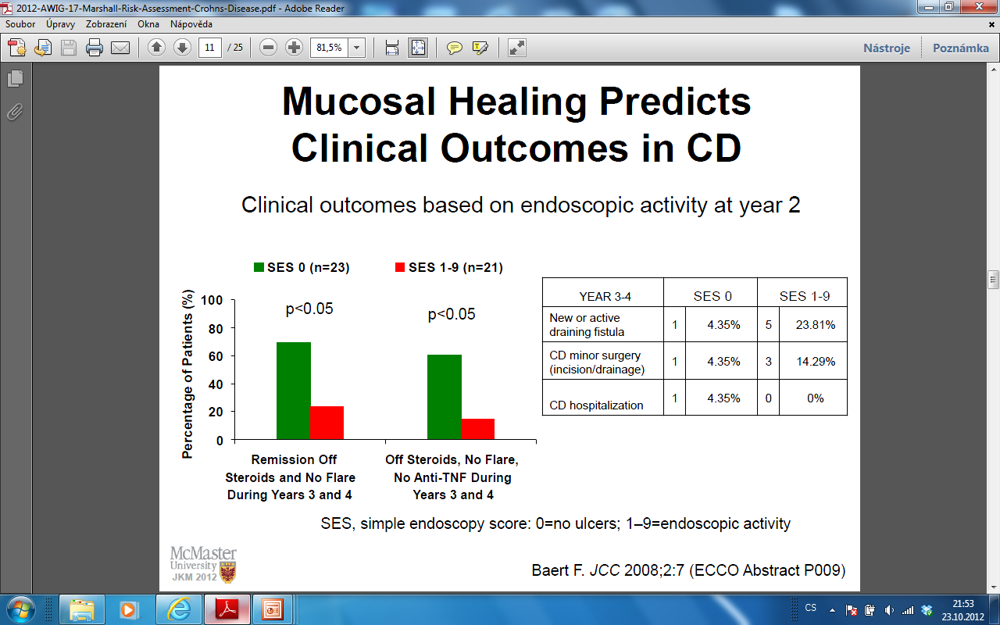 2012-AWIG-17-Marshall-Risk-Assessment-Crohns-Disease.pdf - Adobe Reader
Soubor Úpravy Zobrazení Okna Nápověda
11 / 25 81,5% Nástroje Poznámka
Mucosal Healing Predicts
Clinical Outcomes in CD
Clinical outcomes based on endoscopic activity at year 2
SES 0 (n=23) SES 1-9 (n=21)
Percentage of Patients (%)
100
80
60
40
20
0
p<0.05 p<0.05
Remission Off
Steroids and No Flare
During Years 3 and 4
Off Steroids, No Flare,
No Anti-TNF During
Years 3 and 4
YEAR 3-4 SES 0 SES 1-9
New or active
draining fistula
1 4.35% 5 23.81%
CD minor surgery
(incision/drainage)
1 4.35% 3 14.29%
CD hospitalization 1 4.35% 0 0%
SES, simple endoscopy score: 0=no ulcers; 1–9=endoscopic activity
McMaster
University
JKM 2012
Baert F. JCC 2008;2:7 (ECCO Abstract P009)
CS
21:53
23.10.2012